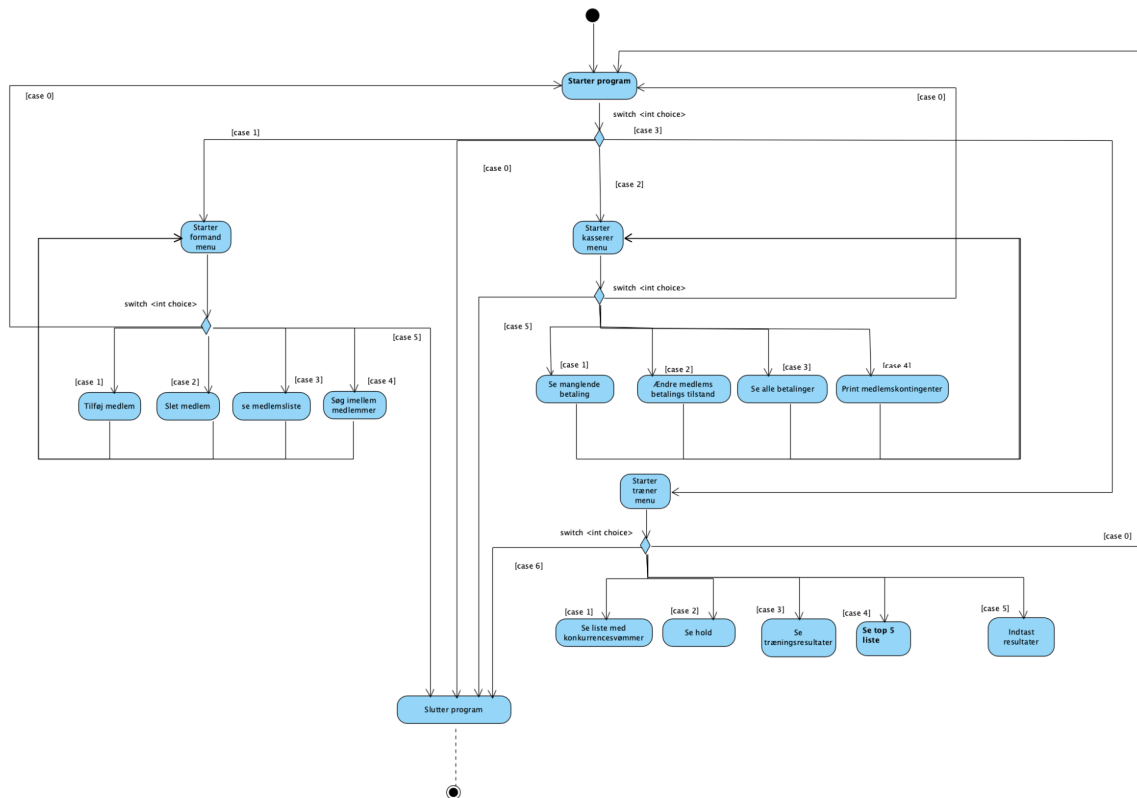 Starter program
[case 0]
[case 0]
switch <int choice>
[case 1]
[case 3]
[case 0]
[case 2]
Starter
formand
menu
Starter
kasserer
menu
switch <int choice>
switch <int choice>
[case 5]
[case 5]
[case 1]
[case 2]
[case 3]
[case 4]
[case 1]
[case 2]
[case 3]
[case 4]
Tilføj medlem
Slet medlem
se medlemsliste
Søg imellem
medlemmer
Se manglende
betaling
Ændre medlems
betalings tilstand
Se alle betalinger
Print medlemskontingenter
Starter
træner
menu
switch <int choice>
[case 0]
[case 6]
[case 1]
[case 2]
[case 3]
[case 4]
[case 5]
Se liste med
konkurrencesvømmer
Se hold
Se
træningsresultater
Se top 5
liste
Indtast
resultater
Slutter program